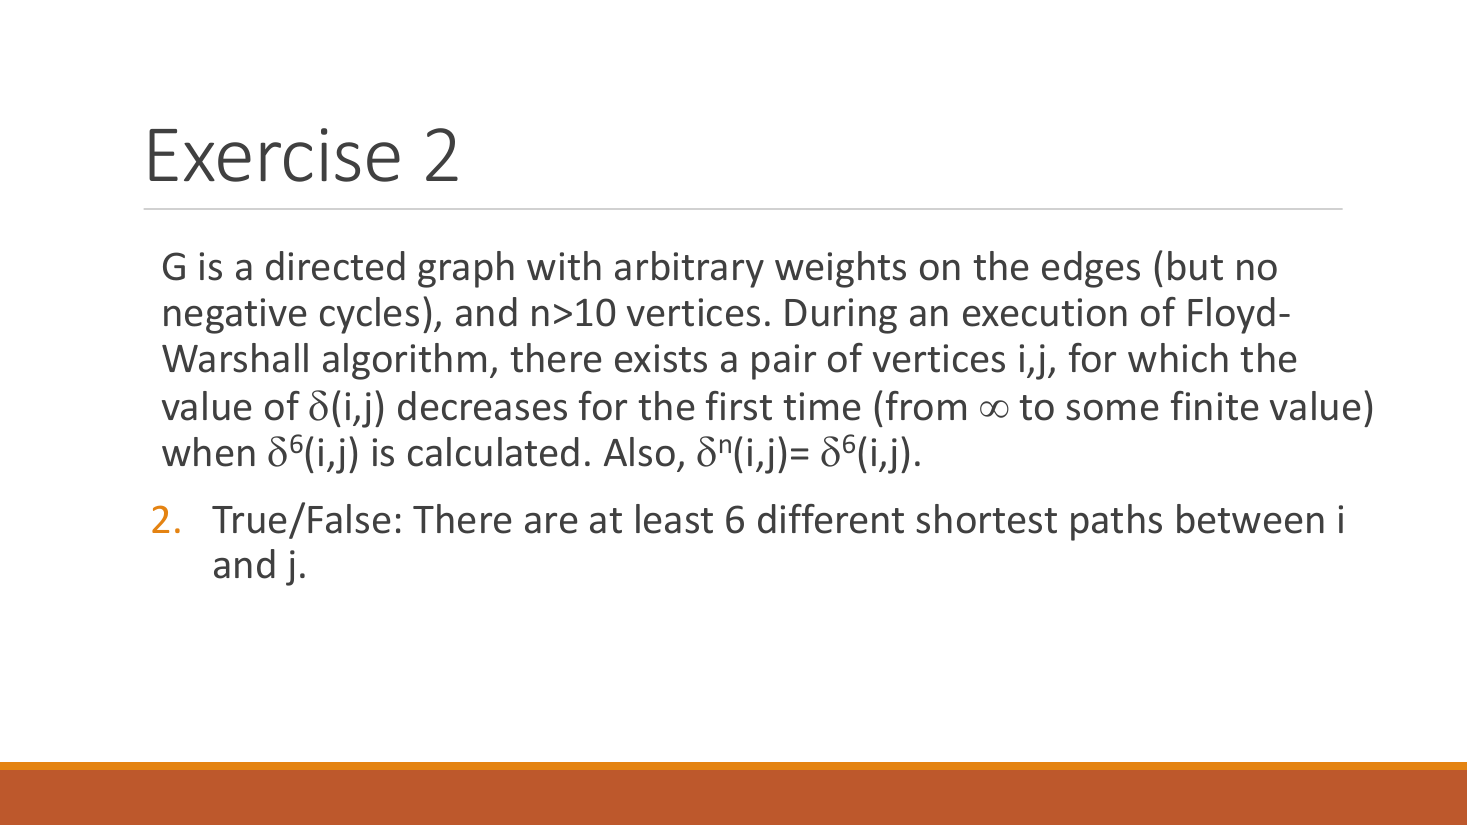 Exercise 2
G is a directed graph with arbitrary weights on the edges (but no
negative cycles), and n>10 vertices. During an execution of Floyd-
Warshall algorithm, there exists a pair of vertices i,j, for which the
value of δ(i,j) decreases for the first time (from ∞ to some finite value)
when δ⁶(i,j) is calculated. Also, δⁿ(i,j)= δ⁶(i,j).
2. True/False: There are at least 6 different shortest paths between i
and j.